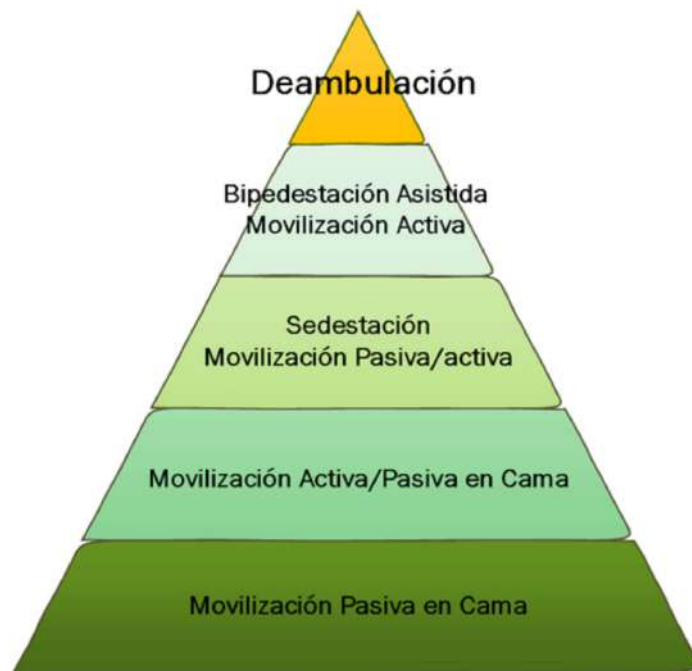 Deambulación
Bipedestación Asistida
Movilización Activa
Sedestación
Movilización Pasiva/activa
Movilización Activa/Pasiva en Cama
Movilización Pasiva en Cama